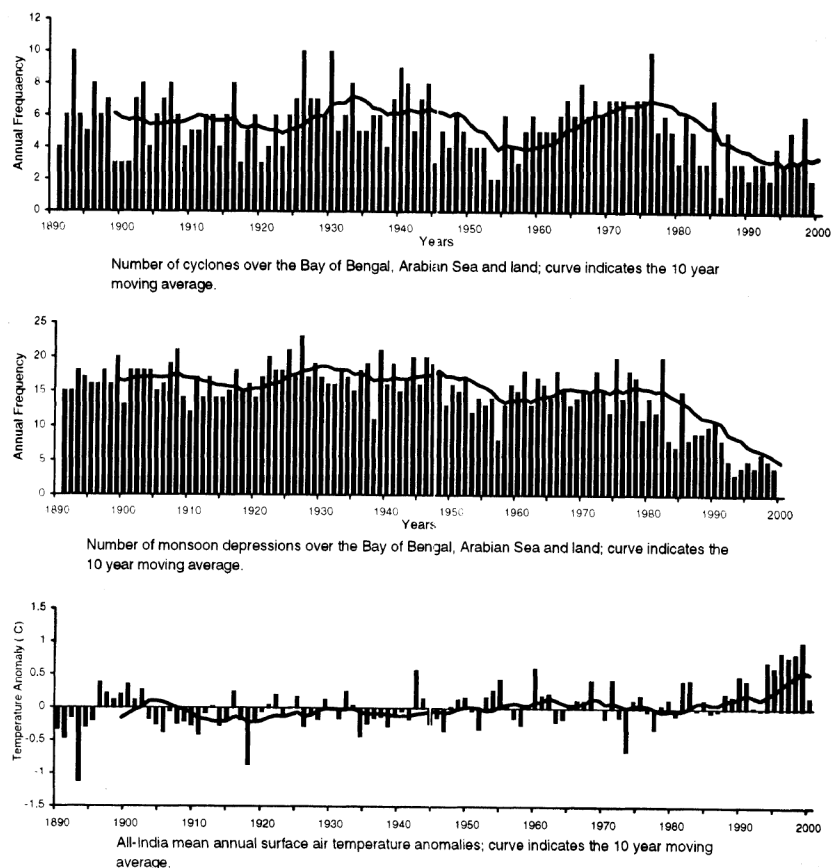 12
10
8
6
4
2
0
Annual Frequaency
1890 1900 1910 1920 1930 1940 1950 1960 1970 1980 1990 2000
Years
Number of cyclones over the Bay of Bengal, Arabian Sea and land; curve indicates the 10 year
moving average.
25
20
15
10
5
0
Annual Frequency
1890 1900 1910 1920 1930 1940 1950 1960 1970 1980 1990 2000
Years
Number of monsoon depressions over the Bay of Bengal, Arabian Sea and land; curve indicates the
10 year moving average.
1.5
1
0.5
0
-0.5
-1
-1.5
Temperature Anomaly ( C)
1890 1900 1910 1920 1930 1940 1950 1960 1970 1980 1990 2000
All-India mean annual surface air temperature anomalies; curve indicates the 10 year moving
average.